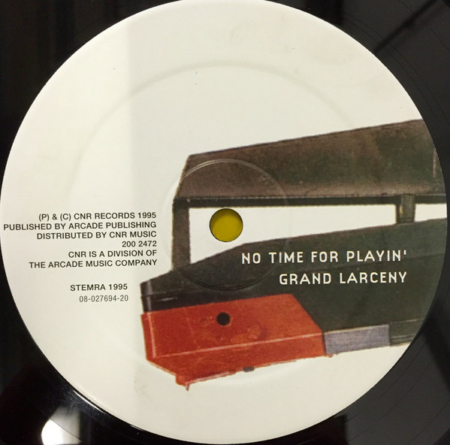 (P) & (C) CNR RECORDS 1995
PUBLISHED BY ARCADE PUBLISHING
DISTRIBUTED BY CNR MUSIC
200 2472
CNR IS A DIVISION OF
THE ARCADE MUSIC COMPANY
STEMRA 1995
08-027694-20
NO TIME FOR PLAYIN'
GRAND LARCENY